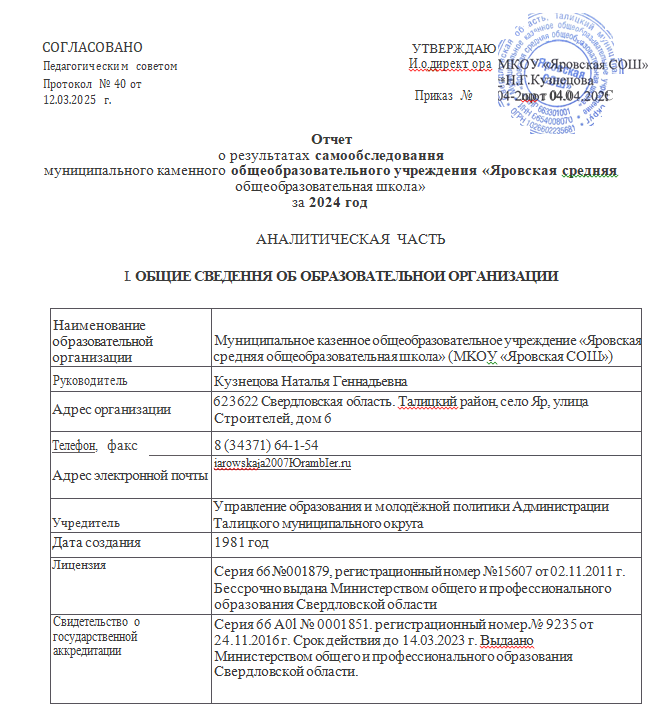 СОГЛАСОВАНО
Педагогическим советом
Протокол № 40 от
12.03.2025 г.
УТВЕРЖДАЮ
И.о.директ ора МКОУ «Яровская СОШ»
Н.Г.Кузнецова
Приказ №
Отчет
о результатах самообследования
муниципального каменного общеобразовательного учреждения «Яровская средняя
общеобразовательная школа»
за 2024 год
АНАЛИТИЧЕСКАЯ ЧАСТЬ
I. ОБЩИЕ СВЕДЕННЯ ОБ ОБРАЗОВАТЕЛЬНОИ ОРГАНИЗАЦИИ
Наименование
образовательной
организации
Муниципальное казенное общеобразовательное учреждение «Яровская
средняя общеобразовательная школа» (МКОУ «Яровская СОШ»)
Руководитель
Кузнецова Наталья Геннадьевна
Адрес организации
623622 Свердловская область. Талицкий район, село Яр, улица
Строителей, дом 6
Телефон, факс
8 (34371) 64-1-54
Адрес электронной почты
iarowskaja2007Юrambler.ru
Учредитель
Управление образования и молодёжной политики Администрации
Талицкого муниципального округа
Дата создания
1981 год
Лицензия
Серия 66 №001879, регистрационный номер №15607 от 02.11.2011 г.
Бессрочно выдана Министерством общего и профессионального
образования Свердловской области
Свидетельство о
государственной
аккредитации
Серия 66 А0l № 0001851. регистрационный номер.№ 9235 от
24.11.2016 г. Срок действия до 14.03.2023 г. Выдаано
Министерством общего и профессионального образования
Свердловской области.